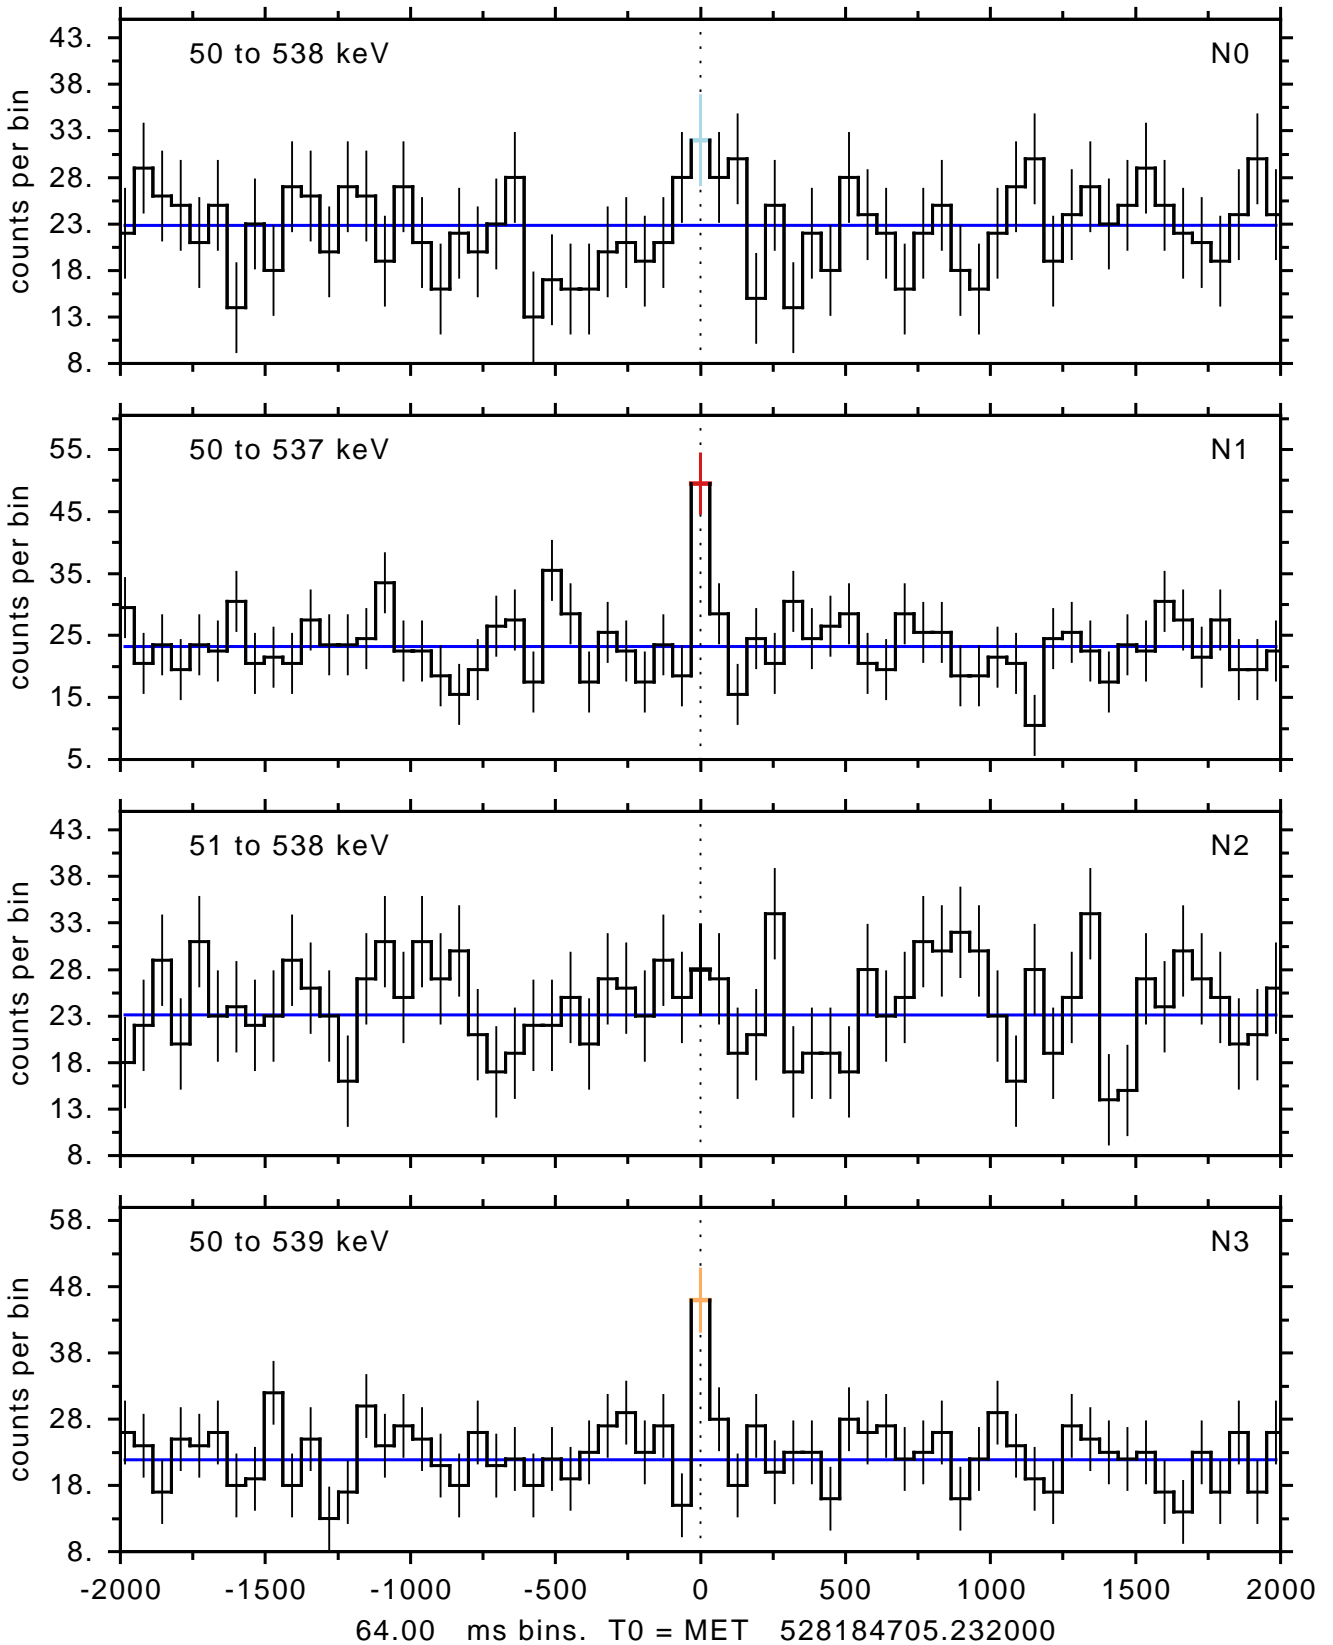 50 to 538 keV N0
counts per bin
43.
38.
33.
28.
23.
18.
13.
8.
50 to 537 keV N1
counts per bin
55.
45.
35.
25.
15.
5.
51 to 538 keV N2
counts per bin
43.
38.
33.
28.
23.
18.
13.
8.
50 to 539 keV N3
counts per bin
58.
48.
38.
28.
18.
8.
-2000 -1500 -1000 -500 0 500 1000 1500 2000
64.00 ms bins. T0 = MET 528184705.232000